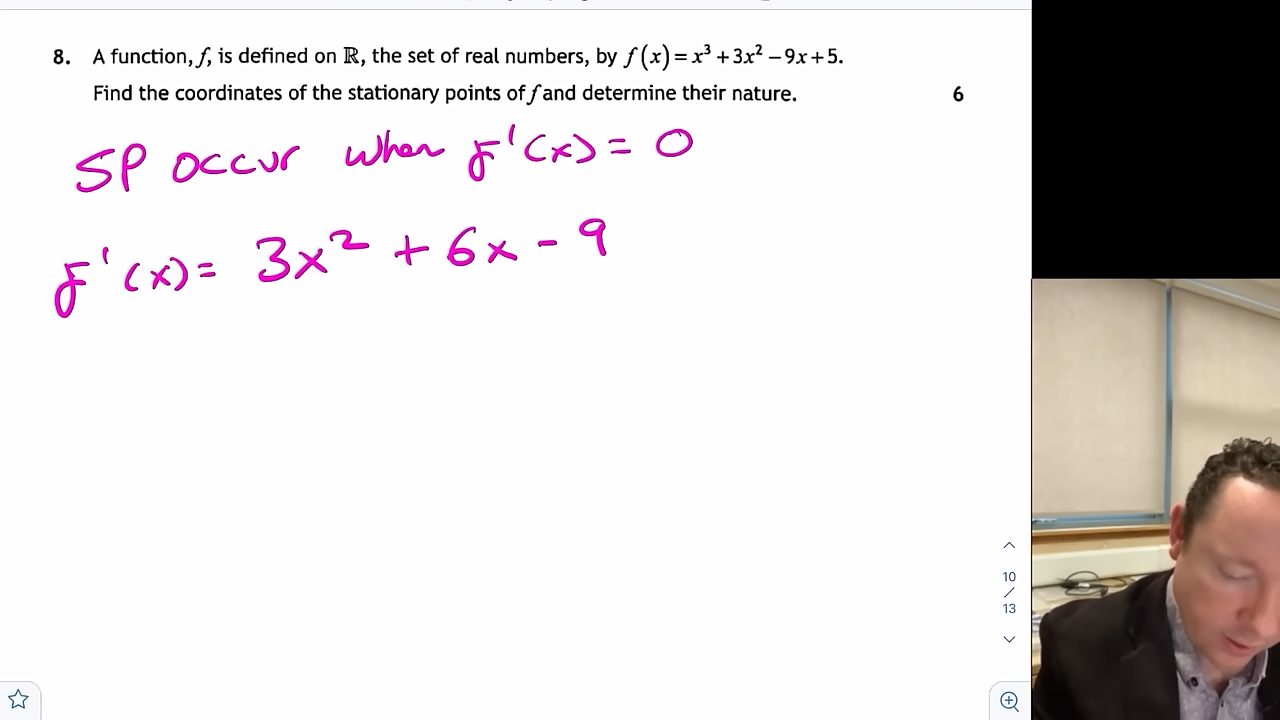 8. A function, f, is defined on ℝ, the set of real numbers, by f(x) = x³ + 3x² − 9x + 5.
Find the coordinates of the stationary points of f and determine their nature. 6
SP occur when f'(x) = 0
f'(x) = 3x² + 6x - 9
10
/
13